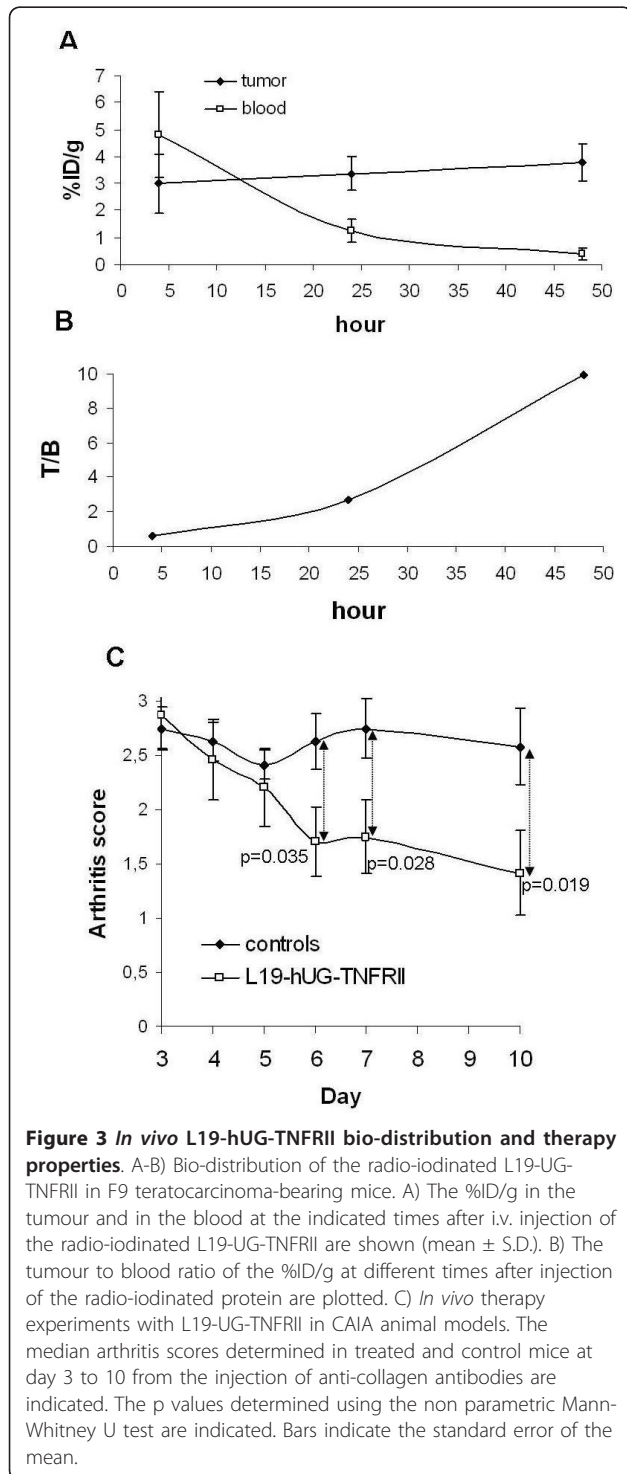 A
7
6
5
4
3
2
1
0
%ID/g
tumor
blood
0 5 10 15 20 25 30 35 40 45 50
hour
B
10
8
6
4
2
0
T/B
0 5 10 15 20 25 30 35 40 45 50
hour
C
3
2,5
2
1,5
1
0,5
0
Arthritis score
p=0.035
p=0.028
p=0.019
controls
L19-hUG-TNFRII
3 4 5 6 7 8 9 10
Day
Figure 3 In vivo L19-hUG-TNFRII bio-distribution and therapy
properties. A-B) Bio-distribution of the radio-iodinated L19-UG-
TNFRII in F9 teratocarcinoma-bearing mice. A) The %ID/g in the
tumour and in the blood at the indicated times after i.v. injection of
the radio-iodinated L19-UG-TNFRII are shown (mean ± S.D.). B) The
tumour to blood ratio of the %ID/g at different times after injection
of the radio-iodinated protein are plotted. C) In vivo therapy
experiments with L19-UG-TNFRII in CAIA animal models. The
median arthritis scores determined in treated and control mice at
day 3 to 10 from the injection of anti-collagen antibodies are
indicated. The p values determined using the non parametric Mann-
Whitney U test are indicated. Bars indicate the standard error of the
mean.